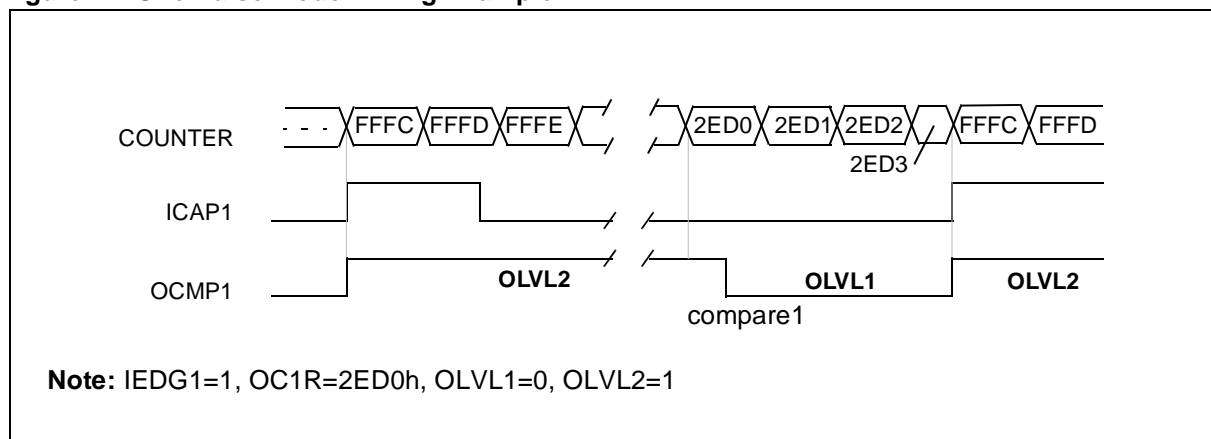 COUNTER - - - FFFC FFFD FFFE 2ED0 2ED1 2ED2 FFFC FFFD
2ED3
ICAP1
OCMP1 OLVL2 OLVL1 OLVL2
compare1
Note: IEDG1=1, OC1R=2ED0h, OLVL1=0, OLVL2=1